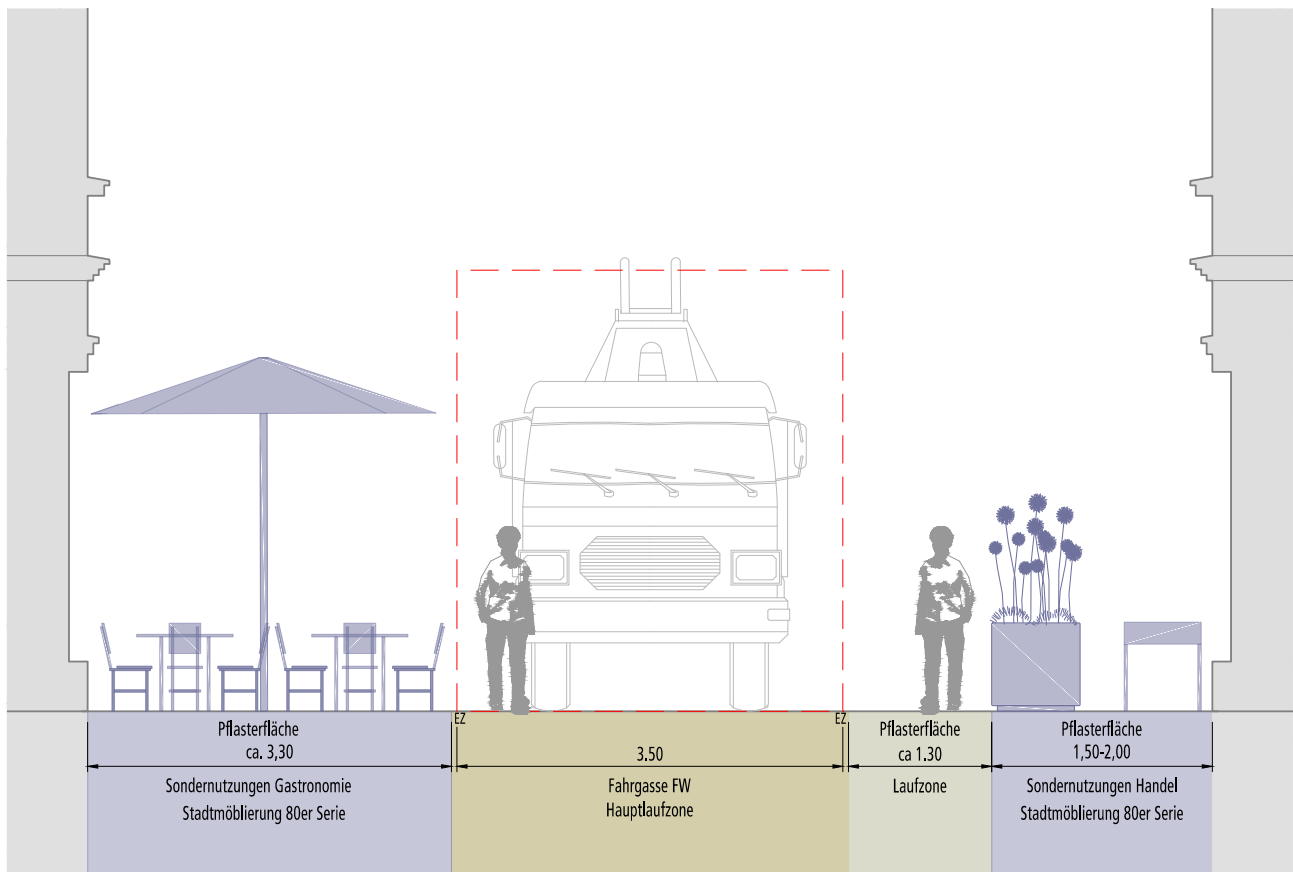 EZ
EZ
Pflasterfläche
ca. 3,30
Sondernutzungen Gastronomie
Stadtmöblierung 80er Serie
3.50
Fahrgasse FW
Hauptlaufzone
Pflasterfläche
ca 1.30
Laufzone
Pflasterfläche
1,50-2,00
Sondernutzungen Handel
Stadtmöblierung 80er Serie